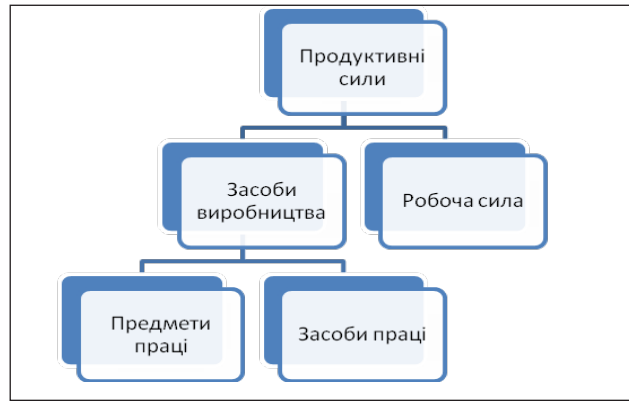 Продуктивні
сили
Засоби
виробництва
Робоча сила
Предмети
праці
Засоби праці